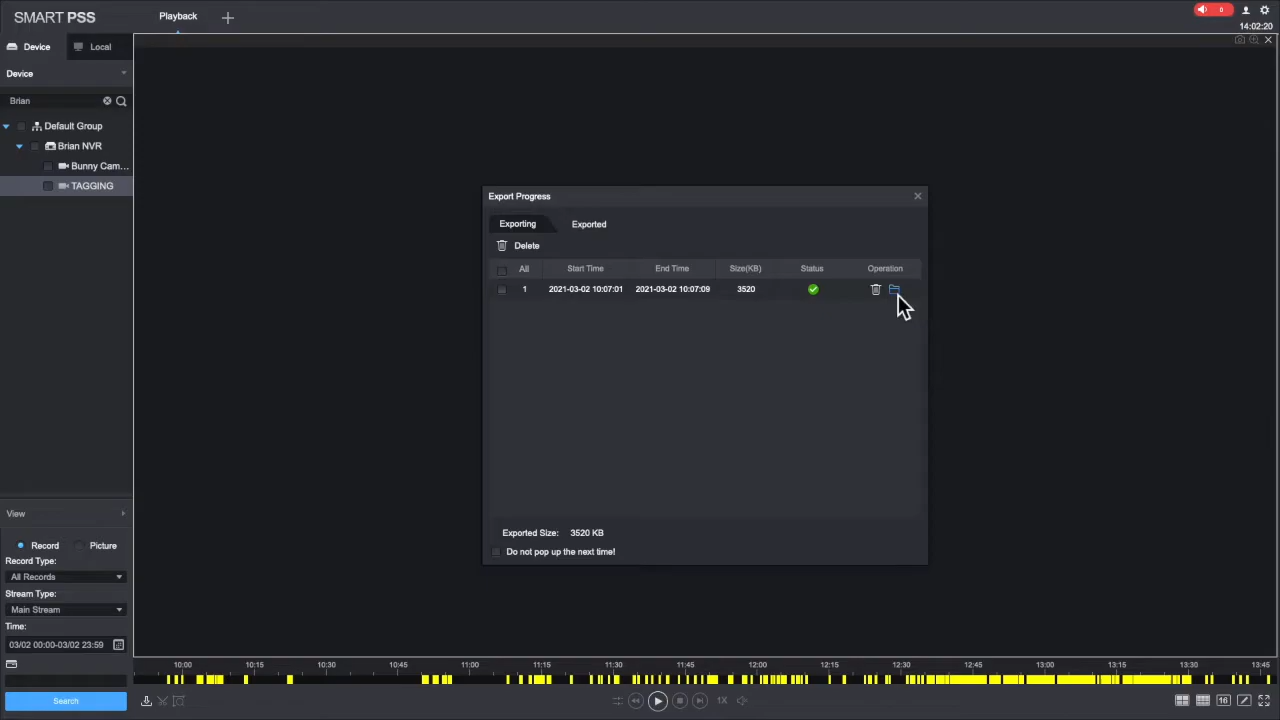 SMART PSS
Playback
6
14:02:20
Device
Local
Device
Brian
Default Group
Brian NVR
Bunny Cam...
TAGGING
Export Progress
Exporting
Exported
Delete
All Start Time End Time Size(KB) Status Operation
1 2021-03-02 10:07:01 2021-03-02 10:07:09 3520
Exported Size: 3520 KB
Do not pop up the next time!
View
Record Picture
Record Type:
All Records
Stream Type:
Main Stream
Time:
03/02 00:00-03/02 23:59
Search
10:00 10:15 10:30 10:45 11:00 11:15 11:30 11:45 12:00 12:15 12:30 12:45 13:00 13:15 13:30 13:45
1X
16